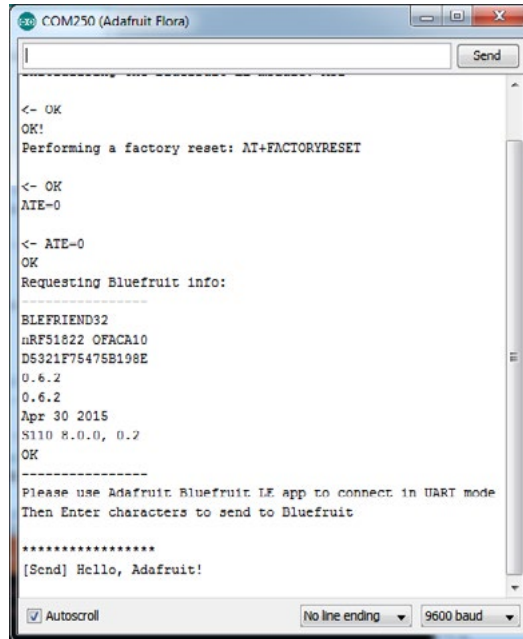 COM250 (Adafruit Flora)
Send
<- OK
OK!
Performing a factory reset: AT+FACTORYRESET
<- OK
ATE=0
<- ATE=0
OK
Requesting Bluefruit info:
----------------
BLEFRIEND32
nRF51822 QFACA10
D5321F75475B198E
0.6.2
0.6.2
Apr 30 2015
S110 8.0.0, 0.2
OK
----------------
Please use Adafruit Bluefruit LE app to connect in UART mode
Then Enter characters to send to Bluefruit
*****************
[Send] Hello, Adafruit!
Autoscroll
No line ending
9600 baud